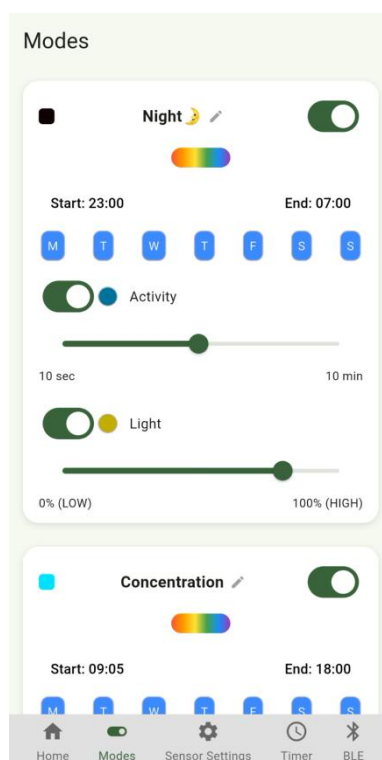 Modes
Night🌛
Start: 23:00 End: 07:00
M T W T F S S
Activity
10 sec 10 min
Light
0% (LOW) 100% (HIGH)
Concentration
Start: 09:05 End: 18:00
M T W T F S S
Home Modes Sensor Settings Timer BLE